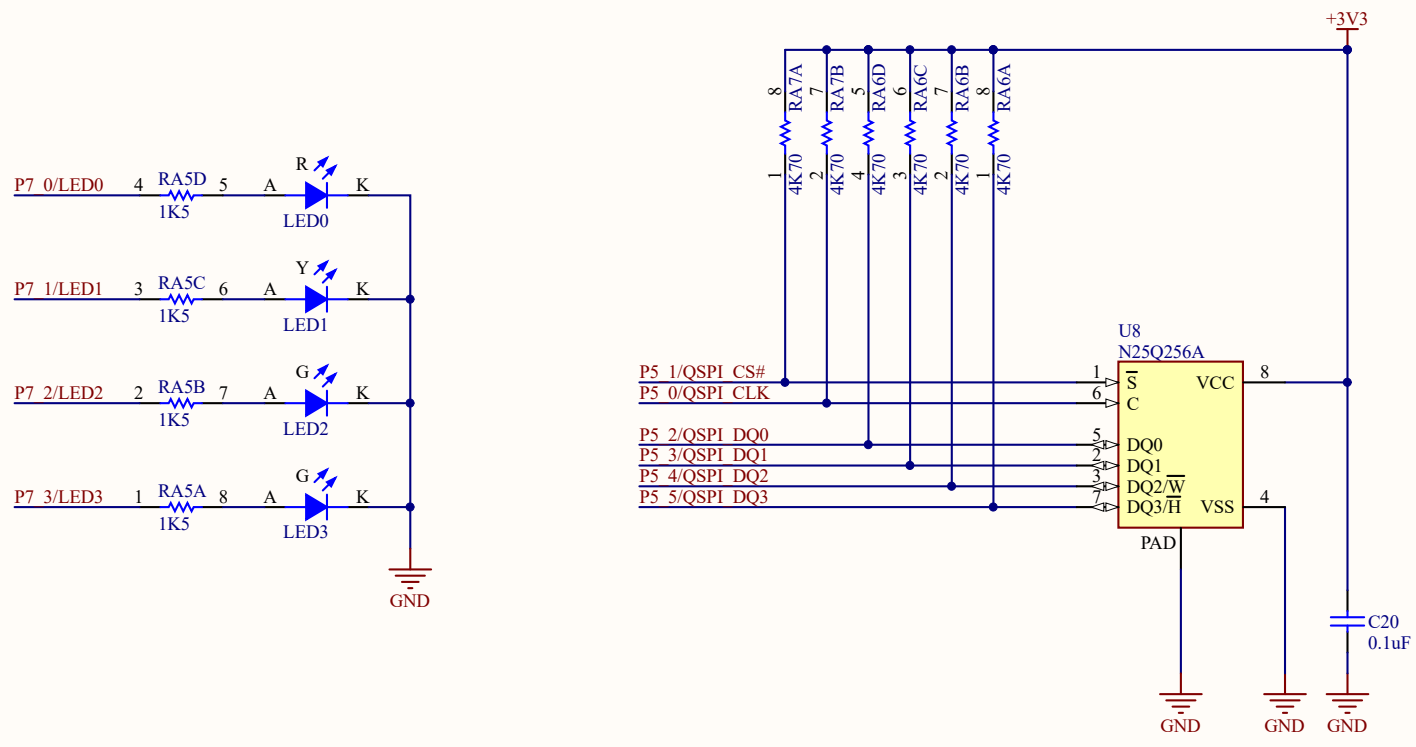 +3V3
8 RA7A
7 RA7B
5 RA6D
6 RA6C
7 RA6B
8 RA6A
1 4K70
2 4K70
4 4K70
3 4K70
2 4K70
1 4K70
R
P7_0/LED0 4 RA5D 5 A K
1K5 LED0
Y
P7_1/LED1 3 RA5C 6 A K
1K5 LED1
G
P7_2/LED2 2 RA5B 7 A K
1K5 LED2
G
P7_3/LED3 1 RA5A 8 A K
1K5 LED3
GND
U8
N25Q256A
P5_1/QSPI_CS# 1 S VCC 8
P5_0/QSPI_CLK 6 C
P5_2/QSPI_DQ0 5 DQ0
P5_3/QSPI_DQ1 2 DQ1
P5_4/QSPI_DQ2 3 DQ2/W
P5_5/QSPI_DQ3 7 DQ3/H VSS 4
PAD
C20
0.1uF
GND GND GND